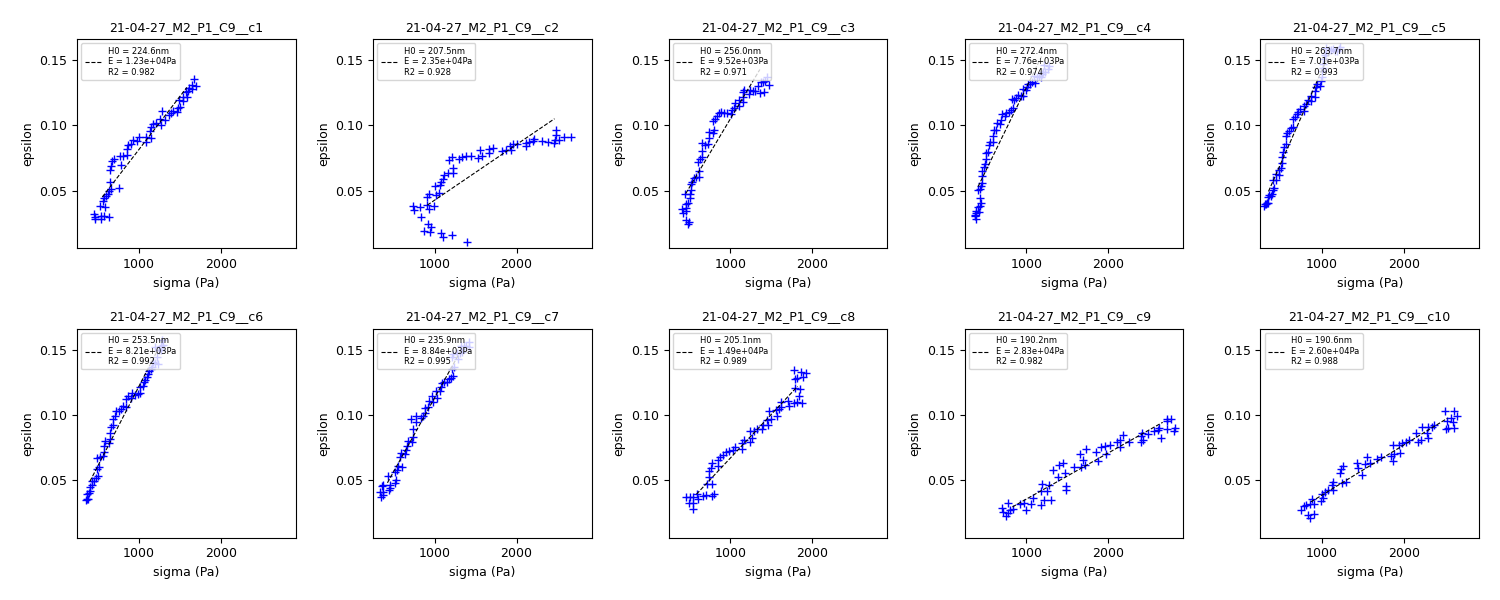 21-04-27_M2_P1_C9__c1
H0 = 224.6nm
E = 1.23e+04Pa
R2 = 0.982
0.15
0.10
0.05
epsilon
1000
2000
sigma (Pa)
21-04-27_M2_P1_C9__c2
H0 = 207.5nm
E = 2.35e+04Pa
R2 = 0.928
0.15
0.10
0.05
epsilon
1000
2000
sigma (Pa)
21-04-27_M2_P1_C9__c3
H0 = 256.0nm
E = 9.52e+03Pa
R2 = 0.971
0.15
0.10
0.05
epsilon
1000
2000
sigma (Pa)
21-04-27_M2_P1_C9__c4
H0 = 272.4nm
E = 7.76e+03Pa
R2 = 0.974
0.15
0.10
0.05
epsilon
1000
2000
sigma (Pa)
21-04-27_M2_P1_C9__c5
H0 = 263.7nm
E = 7.01e+03Pa
R2 = 0.993
0.15
0.10
0.05
epsilon
1000
2000
sigma (Pa)
21-04-27_M2_P1_C9__c6
H0 = 253.5nm
E = 8.21e+03Pa
R2 = 0.992
0.15
0.10
0.05
epsilon
1000
2000
sigma (Pa)
21-04-27_M2_P1_C9__c7
H0 = 235.9nm
E = 8.84e+03Pa
R2 = 0.995
0.15
0.10
0.05
epsilon
1000
2000
sigma (Pa)
21-04-27_M2_P1_C9__c8
H0 = 205.1nm
E = 1.49e+04Pa
R2 = 0.989
0.15
0.10
0.05
epsilon
1000
2000
sigma (Pa)
21-04-27_M2_P1_C9__c9
H0 = 190.2nm
E = 2.83e+04Pa
R2 = 0.982
0.15
0.10
0.05
epsilon
1000
2000
sigma (Pa)
21-04-27_M2_P1_C9__c10
H0 = 190.6nm
E = 2.60e+04Pa
R2 = 0.988
0.15
0.10
0.05
epsilon
1000
2000
sigma (Pa)